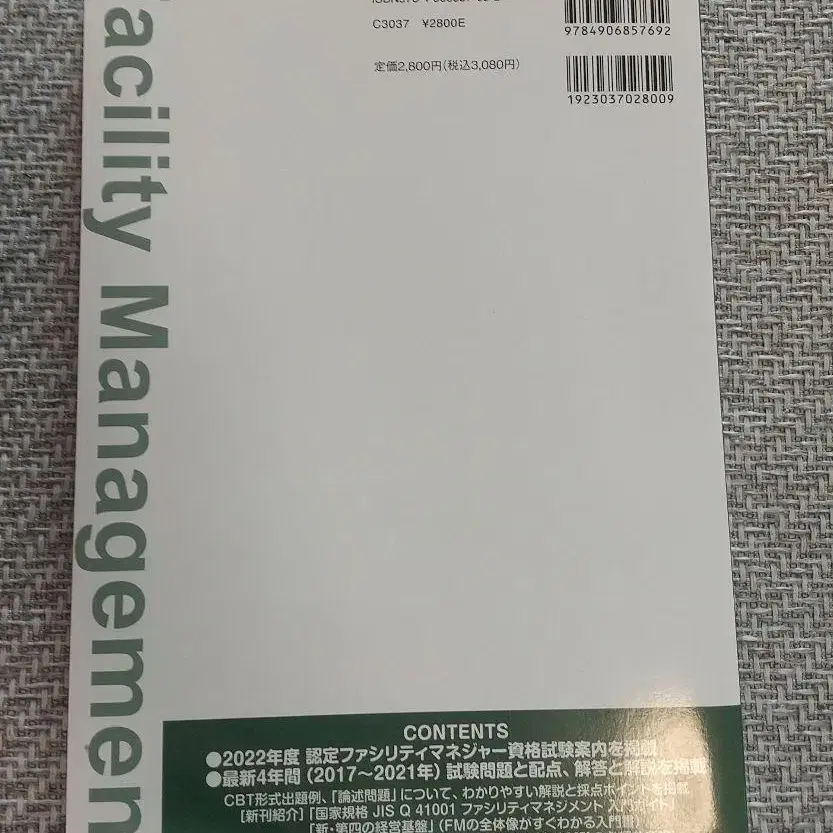 C3037 ¥2800E
9784906857692
定価2,800円(税込3,080円)
1923037028009
acility Managemen
CONTENTS
●2022年度 認定ファシリティマネジャー資格試験案内を掲載
●最新4年間(2017～2021年)試験問題と配点、解答と解説を掲載
CBT形式出題例、「論述問題」について、わかりやすい解説と採点ポイントを掲載
[新刊紹介]「国家規格 JIS Q 41001 ファシリティマネジメント 入門ガイド」
「新・第四の経営基盤」(FMの全体像がすぐわかる入門書)